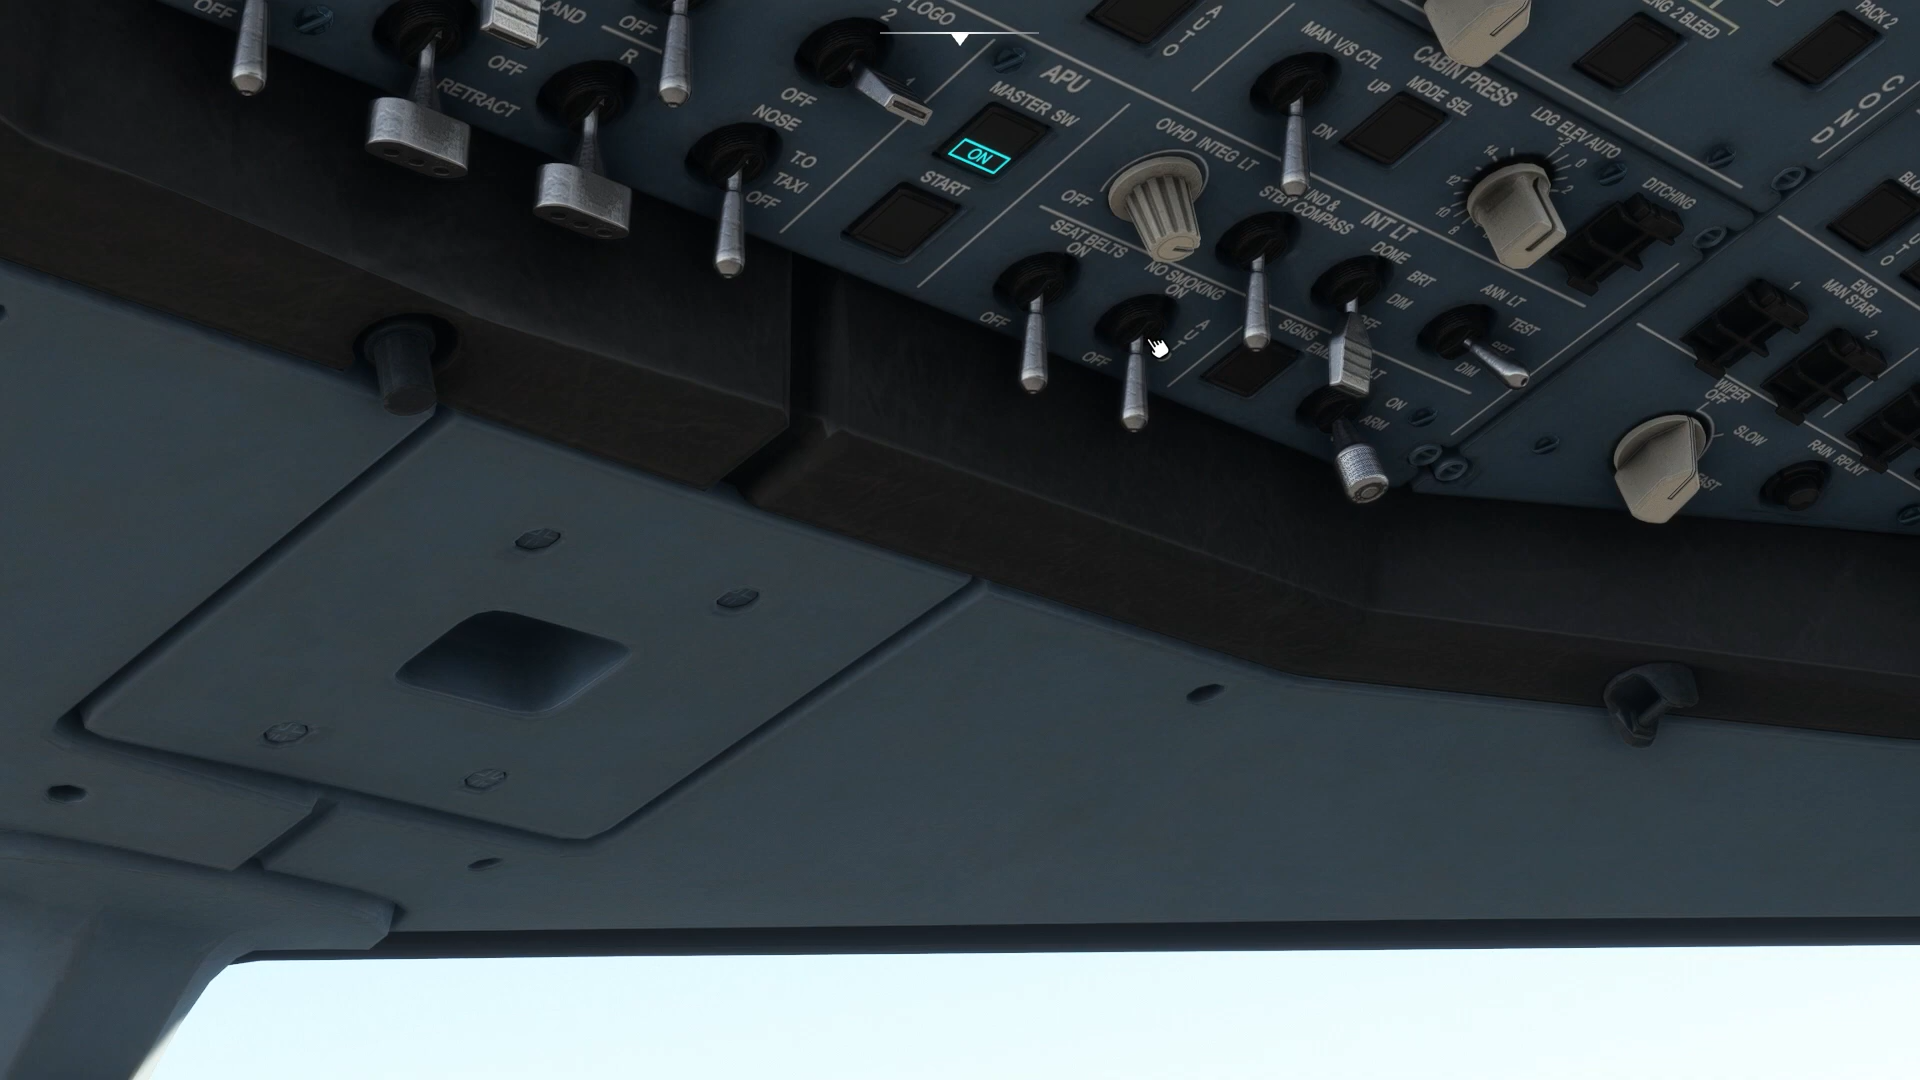 OFF
LAND
OFF
RETRACT
OFF
R
LOGO
2
1
OFF
NOSE
T.O
TAXI
OFF
APU
MASTER SW
ON
START
AUTO
MAN V/S CTL
UP
DN
CABIN PRESS
MODE SEL
LDG ELEV AUTO
-2
0
2
14
12
10
8
DITCHING
ENG 2 BLEED
PACK 2
COND
OVHD INTEG LT
OFF
SEAT BELTS
ON
OFF
NO SMOKING
ON
OFF
SIGNS
STBY COMPASS
INT LT
DOME
BRT
DIM
ANN LT
TEST
BRT
DIM
ON
ARM
ENG
MAN START
1
2
WIPER
OFF
SLOW
RAIN RPLNT